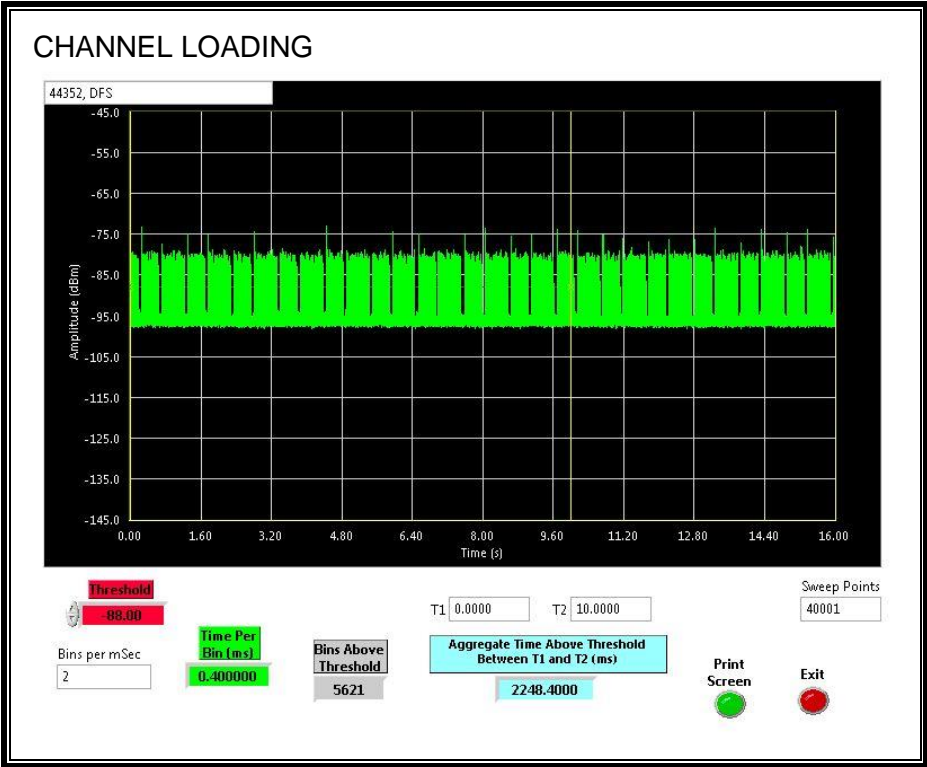 CHANNEL LOADING
44352, DFS
-45.0
-55.0
-65.0
-75.0
-85.0
-95.0
-105.0
-115.0
-125.0
-135.0
-145.0
Amplitude (dBm)
0.00 1.60 3.20 4.80 6.40 8.00 9.60 11.20 12.80 14.40 16.00
Time (s)
Threshold
-88.00
Bins per mSec
2
Time Per
Bin (ms)
0.400000
Bins Above
Threshold
5621
T1 0.0000 T2 10.0000
Aggregate Time Above Threshold
Between T1 and T2 (ms)
2248.4000
Sweep Points
40001
Print
Screen
Exit